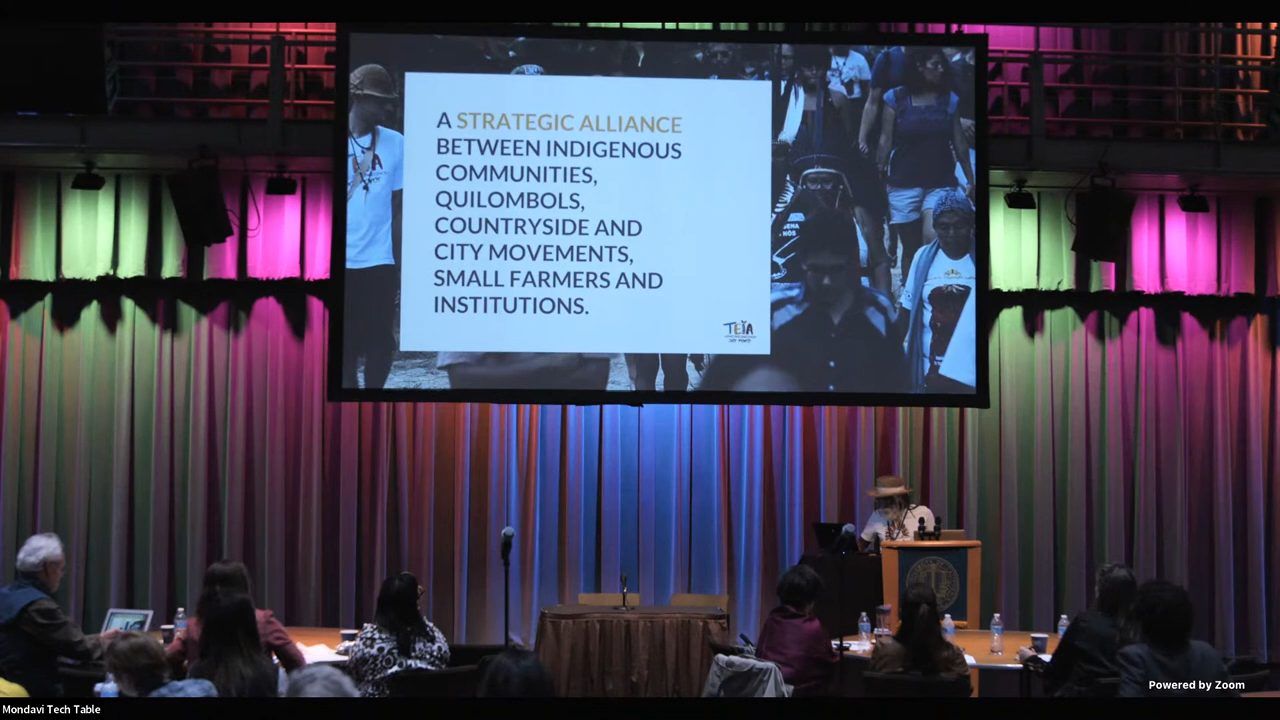 A STRATEGIC ALLIANCE
BETWEEN INDIGENOUS
COMMUNITIES,
QUILOMBOLS,
COUNTRYSIDE AND
CITY MOVEMENTS,
SMALL FARMERS AND
INSTITUTIONS.
TEIA
Powered by Zoom
Mondavi Tech Table